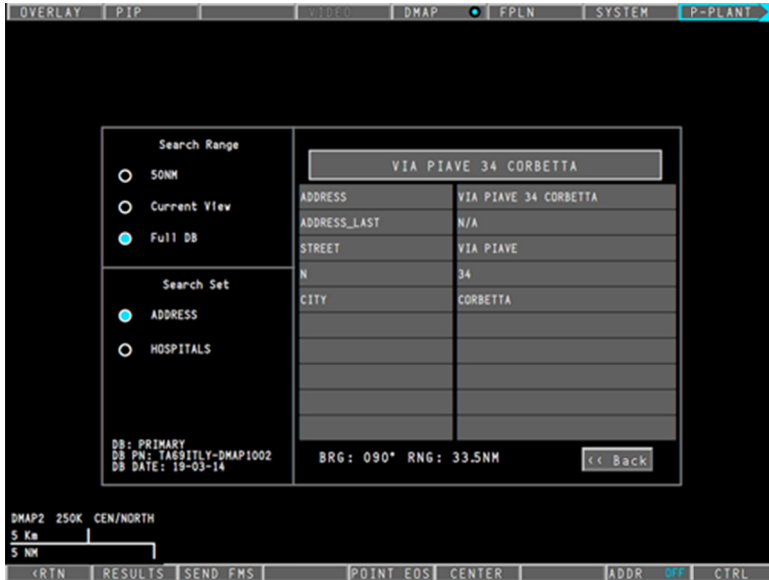 OVERLAY PIP VIDEO DMAP FPLN SYSTEM P-PLANT
Search Range
50NM
Current View
Full DB
Search Set
ADDRESS
HOSPITALS
DB: PRIMARY
DB PN: TA69ITLY-DMAP1002
DB DATE: 19-03-14
VIA PIAVE 34 CORBETTA
ADDRESS VIA PIAVE 34 CORBETTA
ADDRESS_LAST N/A
STREET VIA PIAVE
N 34
CITY CORBETTA
BRG: 090° RNG: 33.5NM << Back
DMAP2 250K CEN/NORTH
5 Km
5 NM
<RTN RESULTS SEND FMS POINT EOS CENTER ADDR OFF CTRL